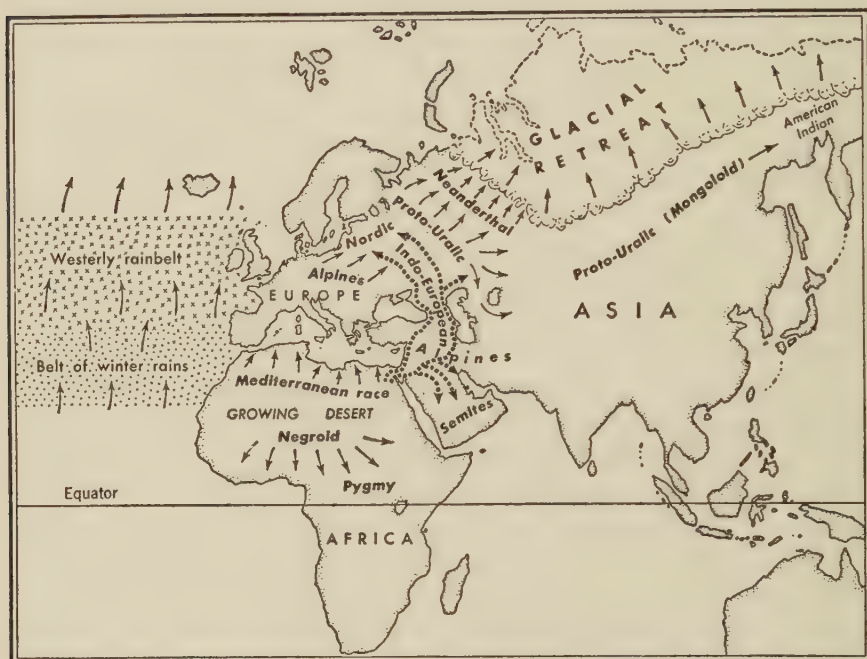 GLACIAL
RETREAT
American
Indian
Neanderthal
Proto-Uralic (Mongoloid)
Proto-Uralic
Nordic
Westerly rainbelt
Alpines
Indo-European
EUROPE
ASIA
Belt of winter rains
Alpines
Mediterranean race
GROWING DESERT
Semites
Negroid
Pygmy
Equator
AFRICA